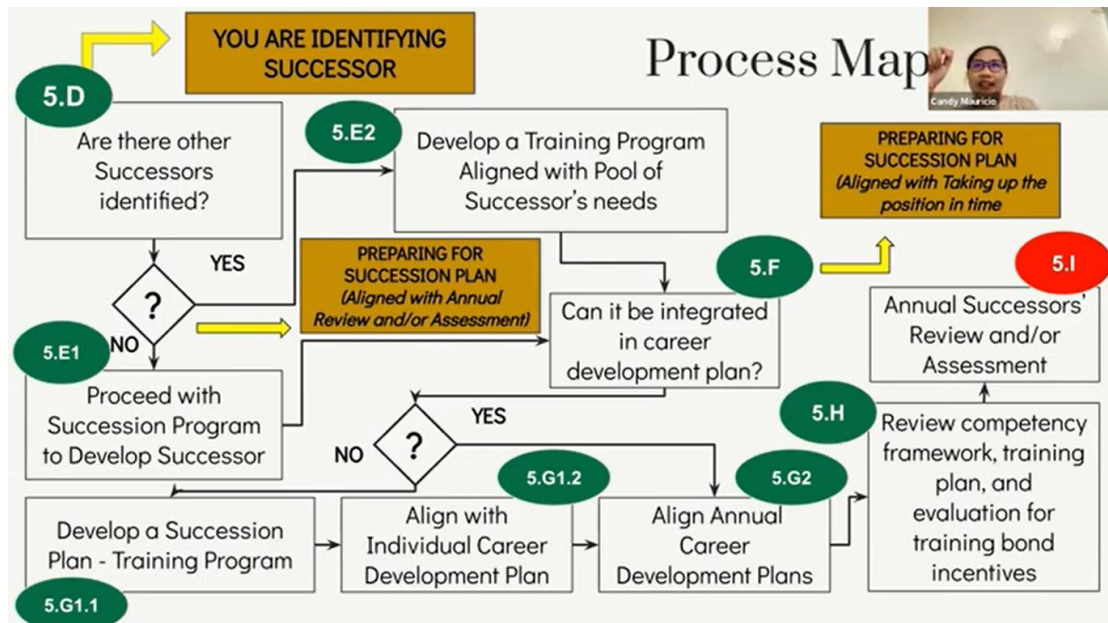 YOU ARE IDENTIFYING
SUCCESSOR
Process Map
Candy Mauricio
5.D
Are there other
Successors
identified?
5.E2
Develop a Training Program
Aligned with Pool of
Successor's needs
PREPARING FOR
SUCCESSION PLAN
(Aligned with Taking up the
position in time
YES
?
NO
PREPARING FOR
SUCCESSION PLAN
(Aligned with Annual
Review and/or Assessment)
5.F
Can it be integrated
in career
development plan?
5.I
Annual Successors'
Review and/or
Assessment
5.E1
Proceed with
Succession Program
to Develop Successor
YES
?
NO
5.H
Review competency
framework, training
plan, and
evaluation for
training bond
incentives
Develop a Succession
Plan - Training Program
5.G1.1
5.G1.2
Align with
Individual Career
Development Plan
5.G2
Align Annual
Career
Development Plans